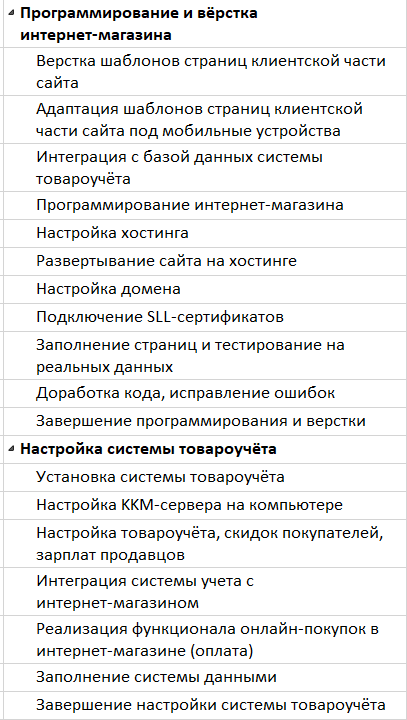 Программирование и вёрстка
интернет-магазина
Верстка шаблонов страниц клиентской части
сайта
Адаптация шаблонов страниц клиентской
части сайта под мобильные устройства
Интеграция с базой данных системы
товароучёта
Программирование интернет-магазина
Настройка хостинга
Развертывание сайта на хостинге
Настройка домена
Подключение SLL-сертификатов
Заполнение страниц и тестирование на
реальных данных
Доработка кода, исправление ошибок
Завершение программирования и верстки
Настройка системы товароучёта
Установка системы товароучёта
Настройка ККМ-сервера на компьютере
Настройка товароучёта, скидок покупателей,
зарплат продавцов
Интеграция системы учета с
интернет-магазином
Реализация функционала онлайн-покупок в
интернет-магазине (оплата)
Заполнение системы данными
Завершение настройки системы товароучёта